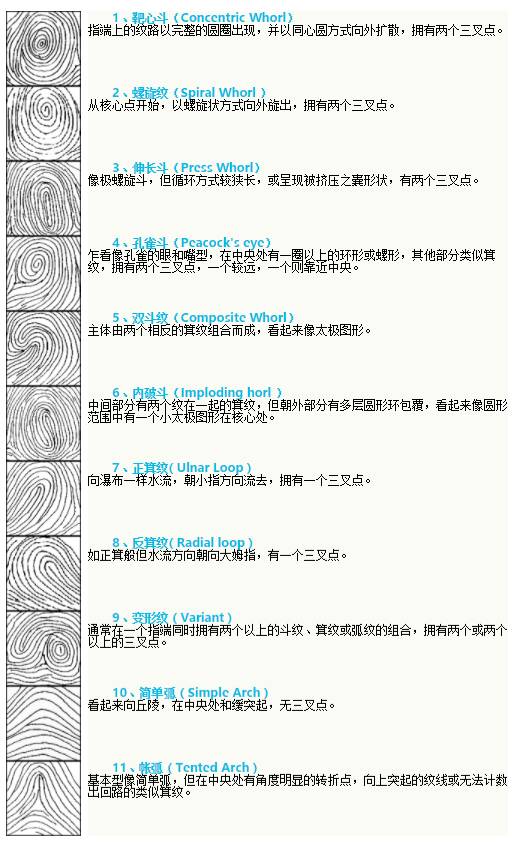 1、靶心斗（Concentric Whorl）
指端上的纹路以完整的圆圈出现，并以同心圆方式向外扩散，拥有两个三叉点。
2、螺旋纹（Spiral Whorl ）
从核心点开始，以螺旋状方式向外旋出，拥有两个三叉点。
3、伸长斗（Press Whorl）
像极螺旋斗，但循环方式较狭长，或呈现被挤压之囊形状，有两个三叉点。
4、孔雀斗（Peacock's eye）
乍看像孔雀的眼和嘴型，在中央处有一圈以上的环形或螺形，其他部分类似箕
纹，拥有两个三叉点，一个较远，一个则靠近中央。
5、双斗纹（Composite Whorl）
主体由两个相反的箕纹组合而成，看起来像太极图形。
6、内破斗（Imploding horl ）
中间部分有两个纹在一起的箕纹，但朝外部分有多层圆形环包覆，看起来像圆形
范围中有一个小太极图形在核心处。
7、正箕纹( Ulnar Loop）
向瀑布一样水流，朝小指方向流去，拥有一个三叉点。
8、反箕纹( Radial loop）
如正箕般但水流方向朝向大姆指，有一个三叉点。
9、变形纹（Variant）
通常在一个指端同时拥有两个以上的斗纹、箕纹或弧纹的组合，拥有两个或两个
以上的三叉点。
10、简单弧（Simple Arch）
看起来向丘陵，在中央处和缓突起，无三叉点。
11、帐弧（Tented Arch）
基本型像简单弧，但在中央处有角度明显的转折点，向上突起的纹线或无法计数
出回路的类似箕纹。